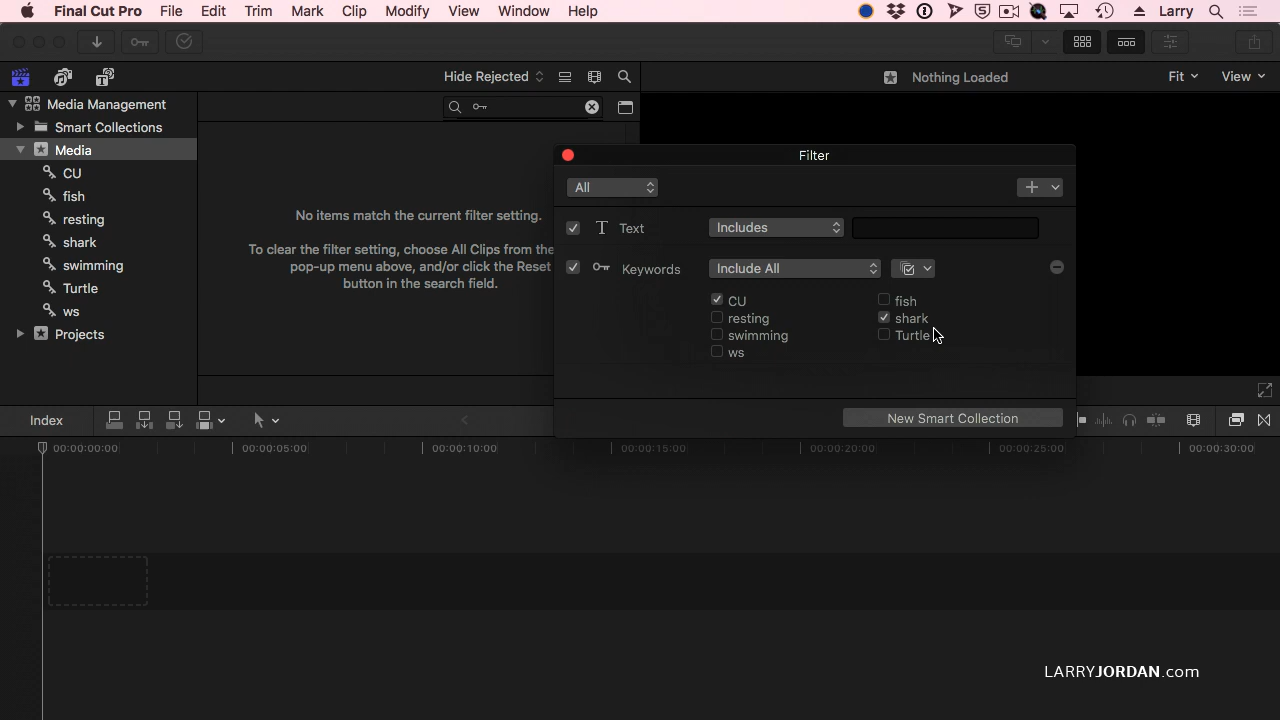 Final Cut Pro File Edit Trim Mark Clip Modify View Window Help Larry
Hide Rejected Nothing Loaded Fit View
Media Management
Smart Collections
Media
CU
fish
resting
shark
swimming
Turtle
ws
Projects
No items match the current filter setting.
To clear the filter setting, choose All Clips from the
pop-up menu above, and/or click the Reset
button in the search field.
Filter
All
Text Includes
Keywords Include All
CU fish
resting shark
swimming Turtle
ws
New Smart Collection
Index
00:00:00:00 00:00:05:00 00:00:10:00 00:00:15:00 00:00:20:00 00:00:25:00 00:00:30:00
LARRYJORDAN.com